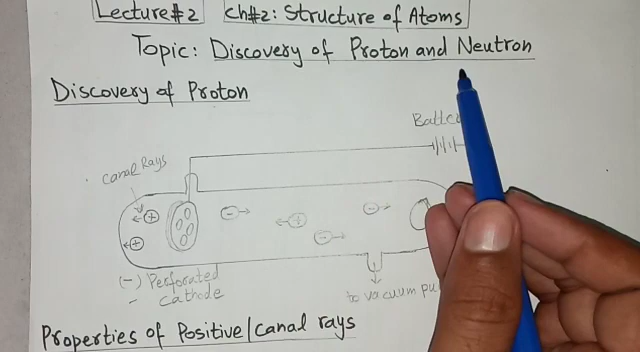 Lecture#2 Ch#2: Structure of Atoms
Topic: Discovery of Proton and Neutron
Discovery of Proton
Canal Rays
(-) Perforated
cathode
to vacuum
Properties of Positive/Canal rays